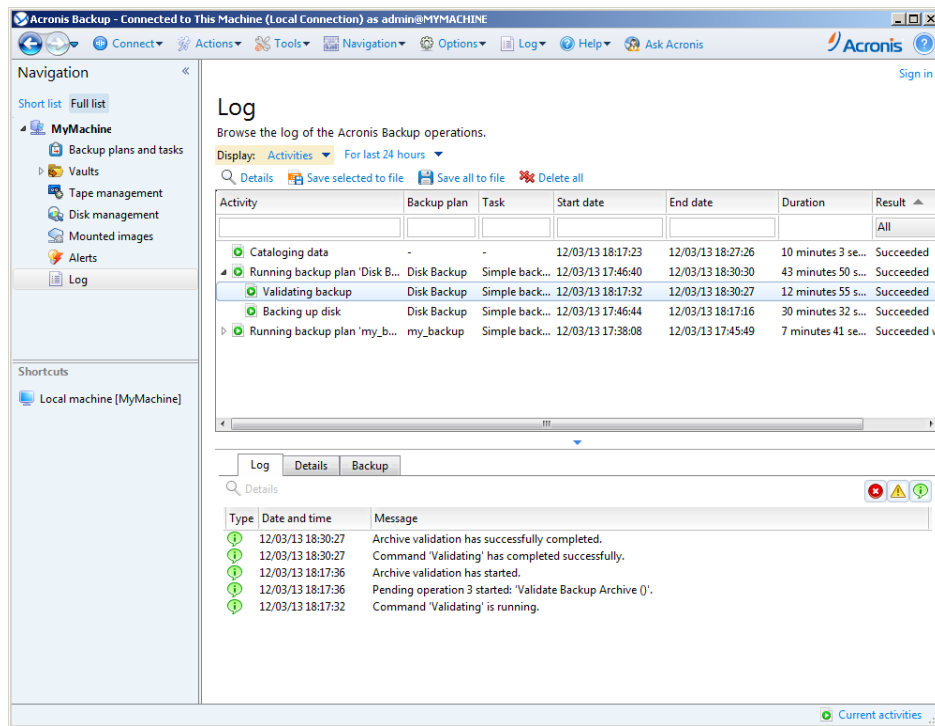 Acronis Backup - Connected to This Machine (Local Connection) as admin@MYMACHINE
Connect Actions Tools Navigation Options Log Help Ask Acronis Acronis ?
Navigation «
Sign in
Short list Full list
MyMachine
Backup plans and tasks
Vaults
Tape management
Disk management
Mounted images
Alerts
Log
Shortcuts
Local machine [MyMachine]
Log
Browse the log of the Acronis Backup operations.
Display: Activities For last 24 hours
Details Save selected to file Save all to file Delete all
Activity Backup plan Task Start date End date Duration Result
All
Cataloging data - - 12/03/13 18:17:23 12/03/13 18:27:26 10 minutes 3 se... Succeeded
Running backup plan 'Disk B... Disk Backup Simple back... 12/03/13 17:46:40 12/03/13 18:30:30 43 minutes 50 s... Succeeded
Validating backup Disk Backup Simple back... 12/03/13 18:17:32 12/03/13 18:30:27 12 minutes 55 s... Succeeded
Backing up disk Disk Backup Simple back... 12/03/13 17:46:44 12/03/13 18:17:16 30 minutes 32 s... Succeeded
Running backup plan 'my_b... my_backup Simple back... 12/03/13 17:38:08 12/03/13 17:45:49 7 minutes 41 se... Succeeded w
Log Details Backup
Details
Type Date and time Message
12/03/13 18:30:27 Archive validation has successfully completed.
12/03/13 18:30:27 Command 'Validating' has completed successfully.
12/03/13 18:17:36 Archive validation has started.
12/03/13 18:17:36 Pending operation 3 started: 'Validate Backup Archive ()'.
12/03/13 18:17:32 Command 'Validating' is running.
Current activities